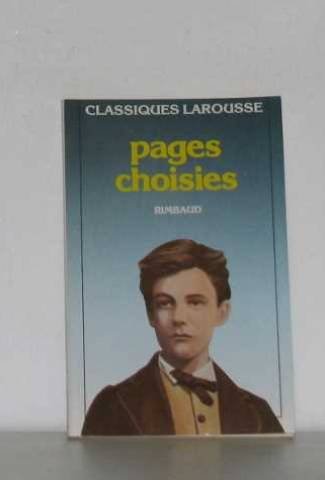 CLASSIQUES LAROUSSE
pages
choisies
RIMBAUD